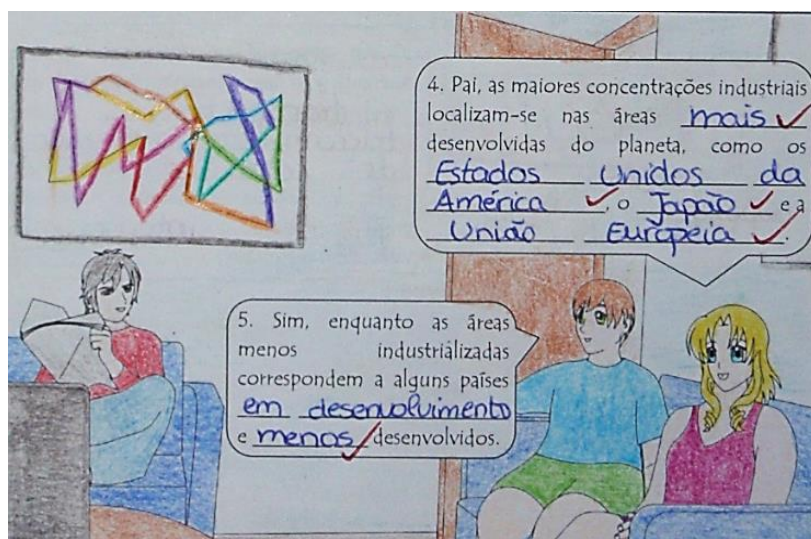 4. Pai, as maiores concentrações industriais
localizam-se nas áreas mais
desenvolvidas do planeta, como os
Estados Unidos da
América, o Japão e a
União Europeia.
5. Sim, enquanto as áreas
menos industrializadas
correspondem a alguns países
em desenvolvimento
e menos desenvolvidos.